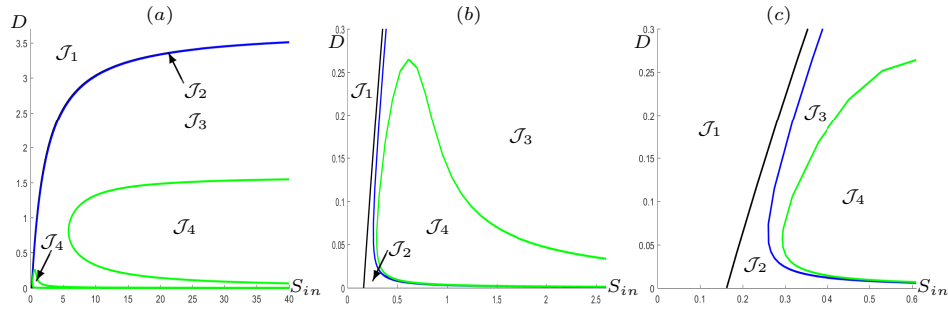 (a)
D
3.5
3
2.5
2
1.5
1
0.5
0
0 5 10 15 20 25 30 35 40
S_in
𝒥₁
𝒥₂
𝒥₃
𝒥₄
𝒥₄
(b)
D
0.3
0.25
0.2
0.15
0.1
0.05
0
0 0.5 1 1.5 2 2.5
S_in
𝒥₁
𝒥₃
𝒥₂
𝒥₄
(c)
D
0.3
0.25
0.2
0.15
0.1
0.05
0
0 0.1 0.2 0.3 0.4 0.5 0.6
S_in
𝒥₁
𝒥₃
𝒥₄
𝒥₂